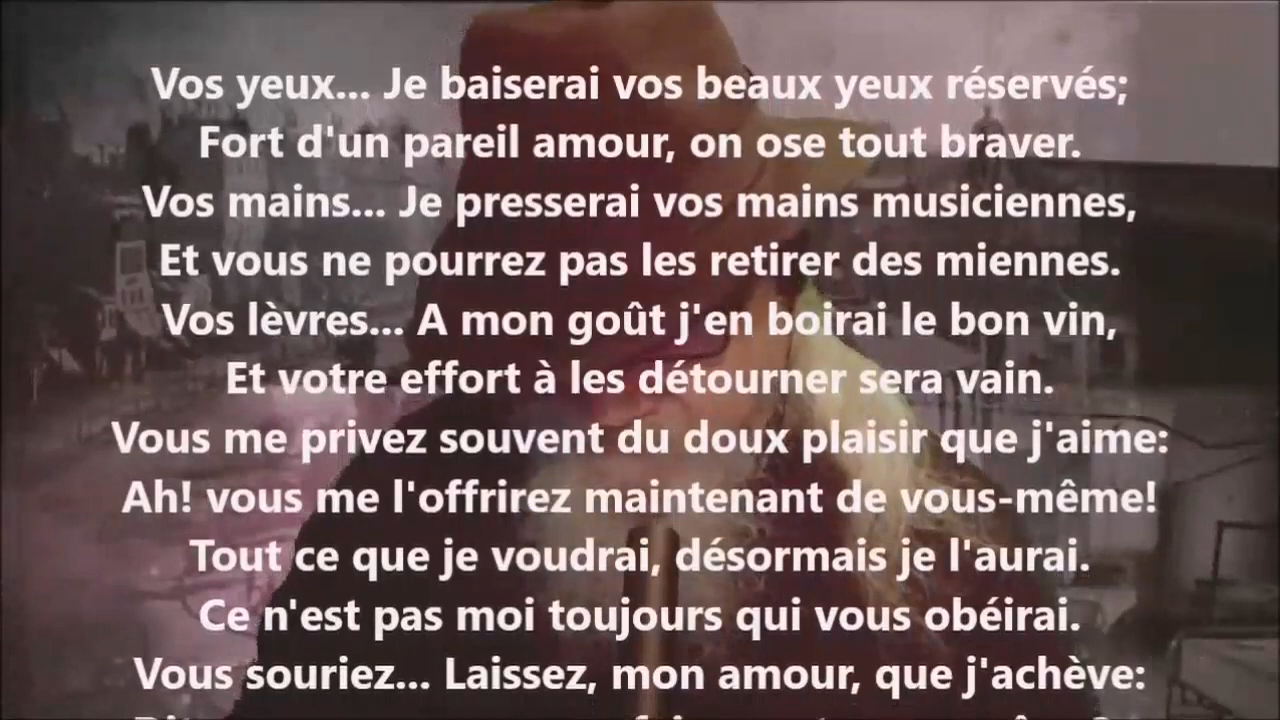 Vos yeux... Je baiserai vos beaux yeux réservés;
Fort d'un pareil amour, on ose tout braver.
Vos mains... Je presserai vos mains musiciennes,
Et vous ne pourrez pas les retirer des miennes.
Vos lèvres... A mon goût j'en boirai le bon vin,
Et votre effort à les détourner sera vain.
Vous me privez souvent du doux plaisir que j'aime:
Ah! vous me l'offrirez maintenant de vous-même!
Tout ce que je voudrai, désormais je l'aurai.
Ce n'est pas moi toujours qui vous obéirai.
Vous souriez... Laissez, mon amour, que j'achève: